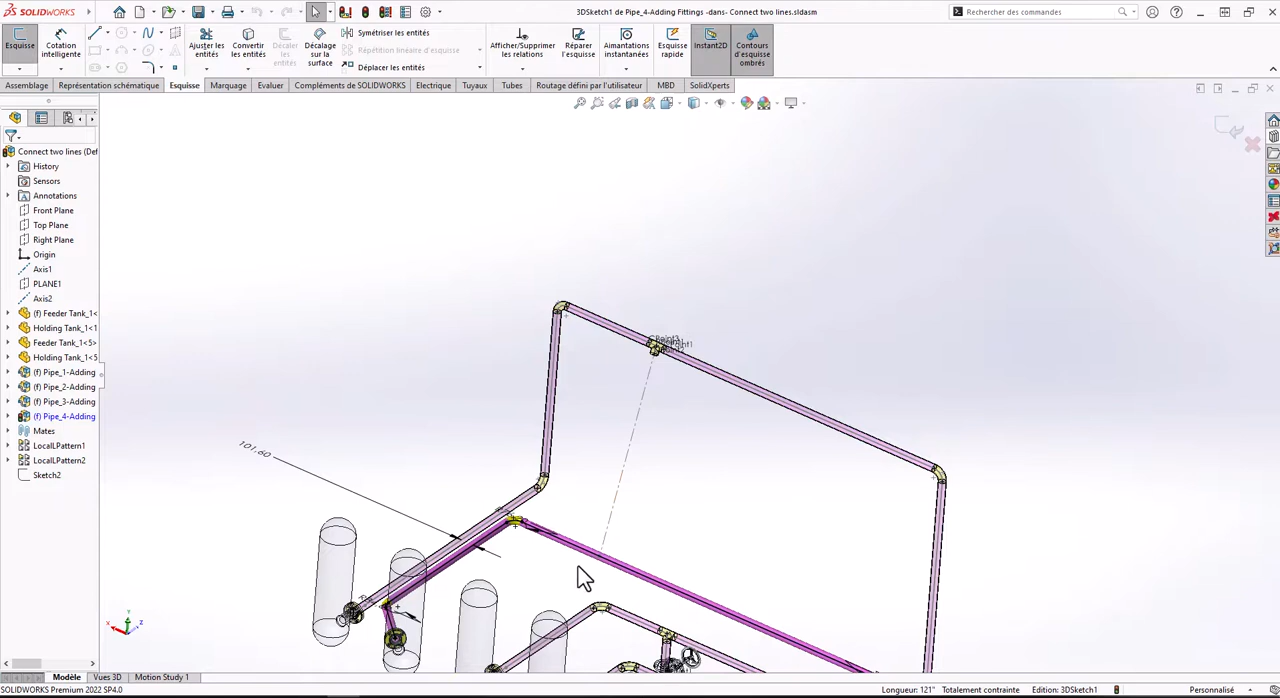 SOLIDWORKS
3DSketch1 de Pipe_4-Adding Fittings -dans- Connect two lines.sldasm
Rechercher des commandes
Esquisse
Cotation intelligente
Ajuster les entités
Convertir les entités
Décaler les entités
Décalage sur la surface
Symétriser les entités
Répétition linéaire d'esquisse
Déplacer les entités
Afficher/Supprimer les relations
Réparer l'esquisse
Aimantations instantanées
Esquisse rapide
Instant2D
Contours d'esquisse ombrés
Assemblage
Représentation schématique
Esquisse
Marquage
Evaluer
Compléments de SOLIDWORKS
Electrique
Tuyaux
Tubes
Routage défini par l'utilisateur
MBD
SolidXperts
Connect two lines (Def
History
Sensors
Annotations
Front Plane
Top Plane
Right Plane
Origin
Axis1
PLANE1
Axis2
(f) Feeder Tank_1<
Holding Tank_1<1
Feeder Tank_1<5>
Holding Tank_1<5
(f) Pipe_1-Adding
(f) Pipe_2-Adding
(f) Pipe_3-Adding
(f) Pipe_4-Adding
Mates
LocalLPattern1
LocalLPattern2
Sketch2
101,60
Y
X
Z
Modèle
Vues 3D
Motion Study 1
SOLIDWORKS Premium 2022 SP4.0
Longueur: 121"
Totalement contrainte
Edition: 3DSketch1
Personnalisé